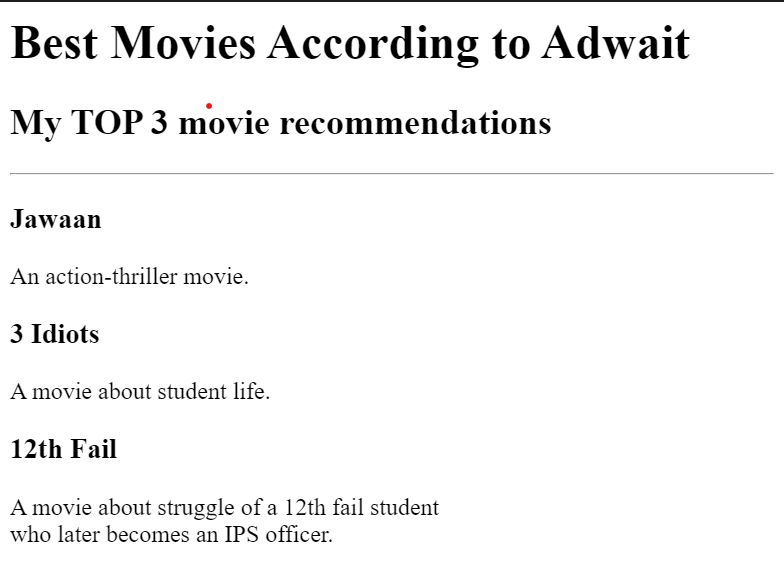 Best Movies According to Adwait
My TOP 3 movie recommendations
Jawaan
An action-thriller movie.
3 Idiots
A movie about student life.
12th Fail
A movie about struggle of a 12th fail student
who later becomes an IPS officer.